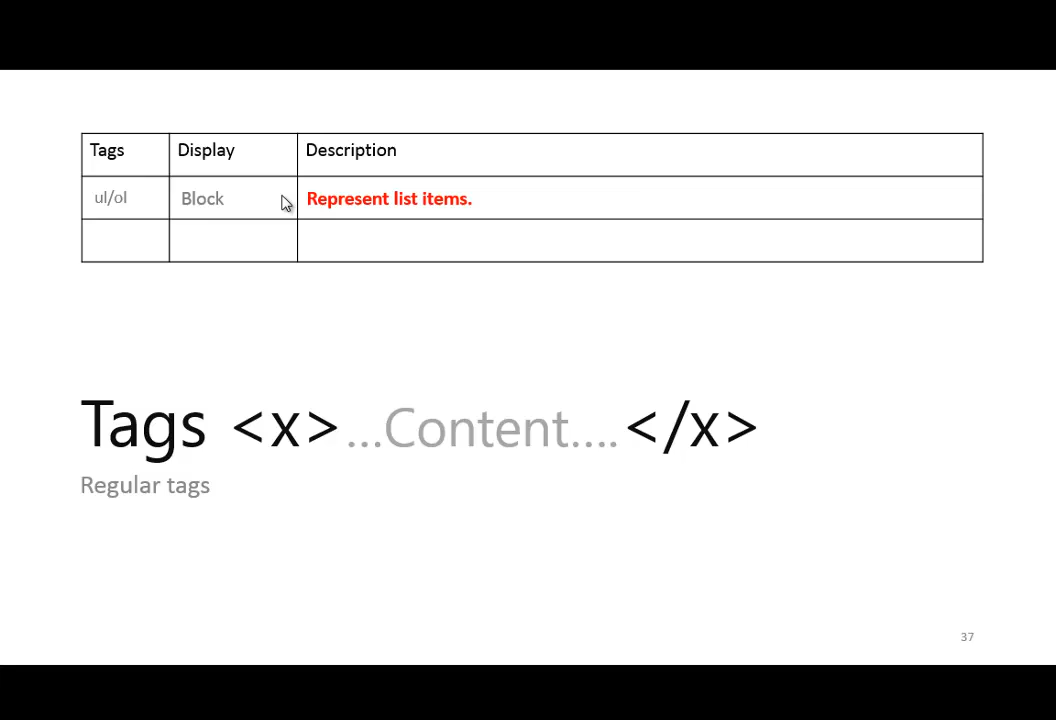 Tags Display Description
ul/ol Block Represent list items.
Tags <x>...Content....</x>
Regular tags
37